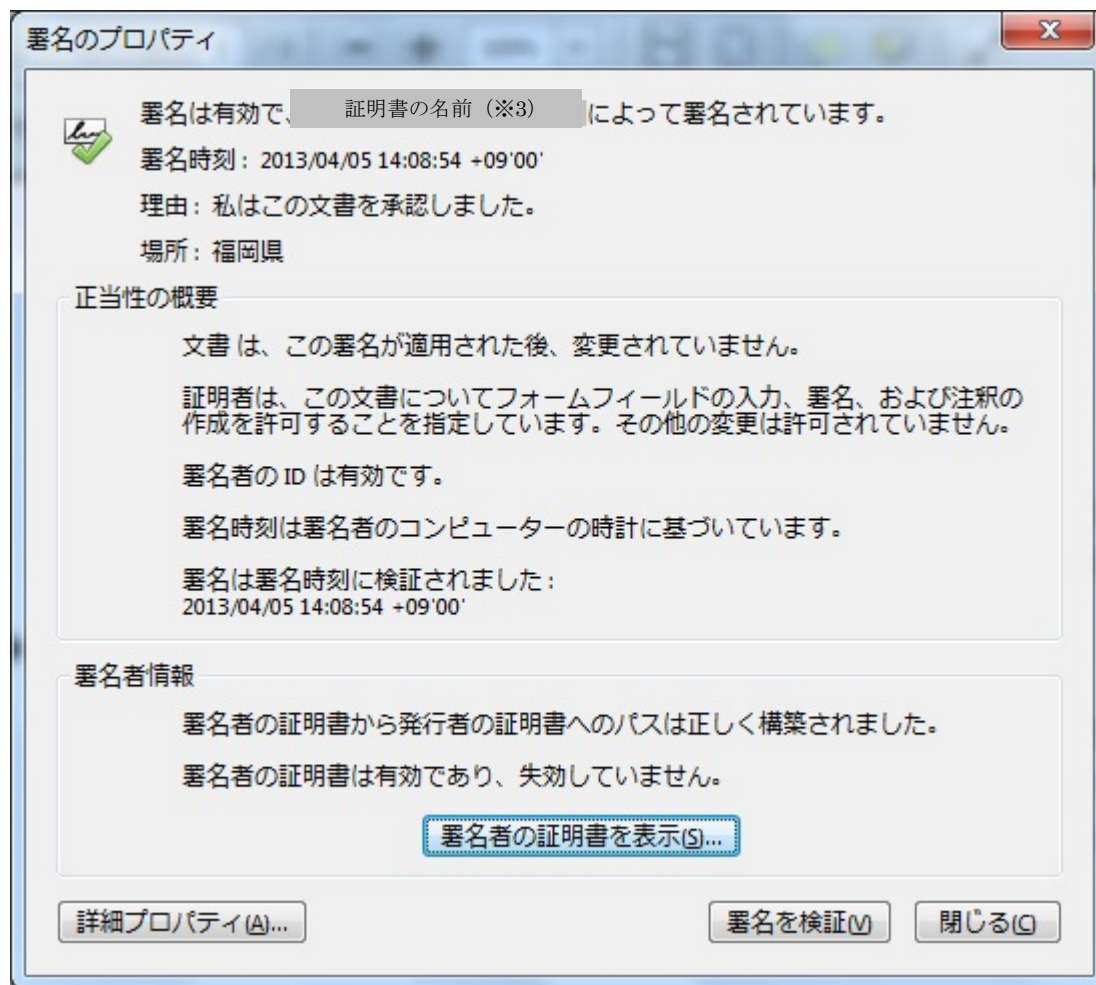 署名のプロパティ
署名は有効で、 証明書の名前（※3） によって署名されています。
署名時刻 : 2013/04/05 14:08:54 +09'00'
理由 : 私はこの文書を承認しました。
場所 : 福岡県
正当性の概要
文書 は、この署名が適用された後、変更されていません。
証明者は、この文書についてフォームフィールドの入力、署名、および注釈の
作成を許可することを指定しています。その他の変更は許可されていません。
署名者の ID は有効です。
署名時刻は署名者のコンピューターの時計に基づいています。
署名は署名時刻に検証されました :
2013/04/05 14:08:54 +09'00'
署名者情報
署名者の証明書から発行者の証明書へのパスは正しく構築されました。
署名者の証明書は有効であり、失効していません。
署名者の証明書を表示(S)...
詳細プロパティ(A)... 署名を検証(V) 閉じる(C)